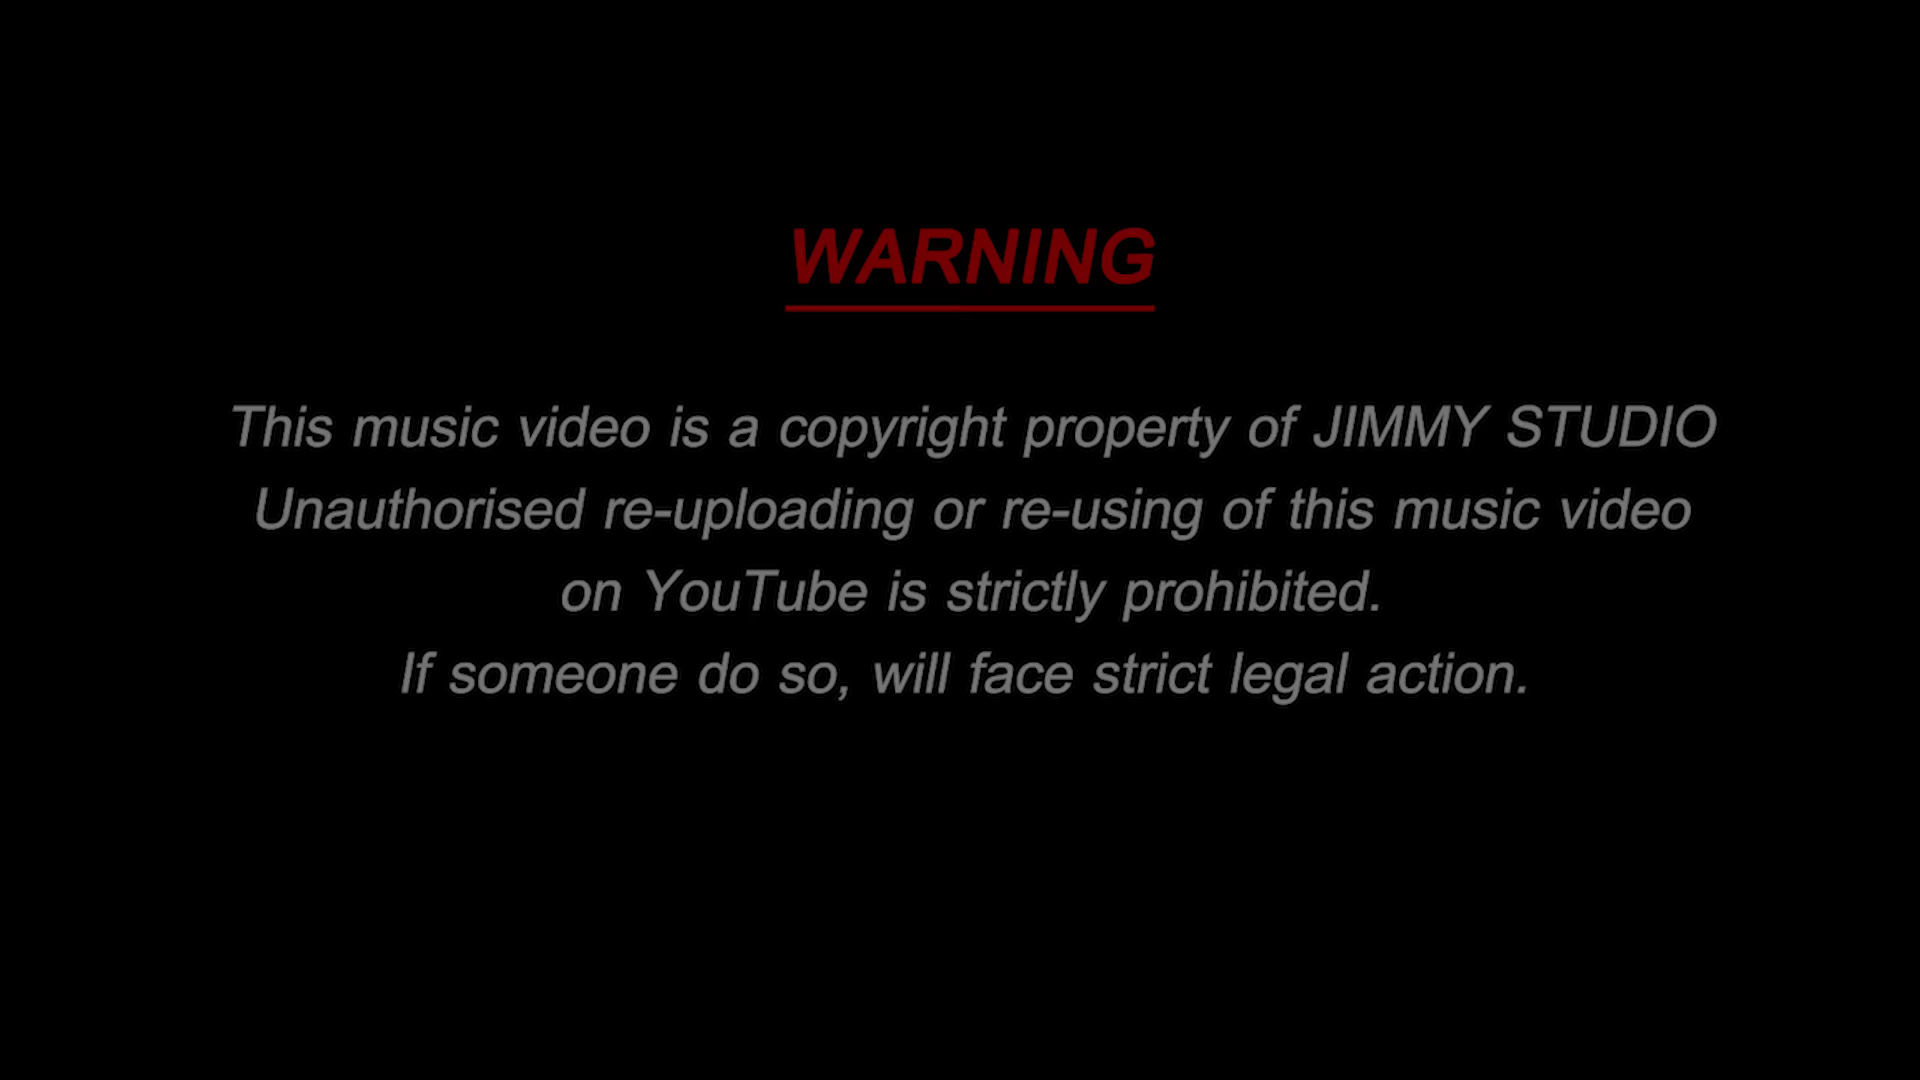 WARNING
This music video is a copyright property of JIMMY STUDIO
Unauthorised re-uploading or re-using of this music video
on YouTube is strictly prohibited.
If someone do so, will face strict legal action.